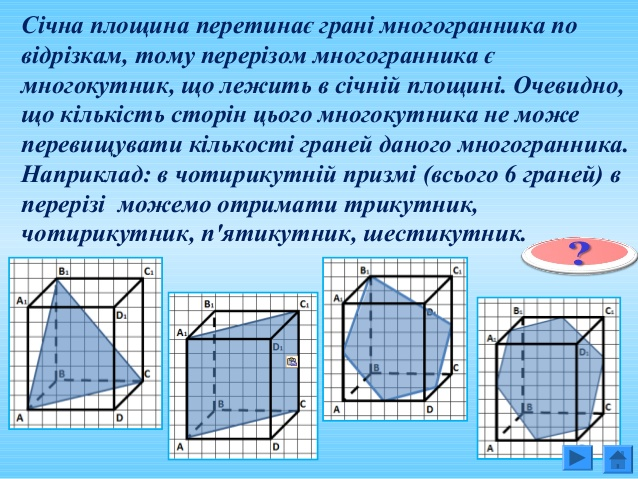 Січна площина перетинає грані многогранника по
відрізкам, тому перерізом многогранника є
многокутник, що лежить в січній площині. Очевидно,
що кількість сторін цього многокутника не може
перевищувати кількості граней даного многогранника.
Наприклад: в чотирикутній призмі (всього 6 граней) в
перерізі можемо отримати трикутник,
чотирикутник, п'ятикутник, шестикутник.
?
B1 C1
A1 D1
B C
A D
B1 C1
A1 D1
B C
A D
B1 C1
A1 D1
B C
A D
B1 C1
A1 D1
B C
A D